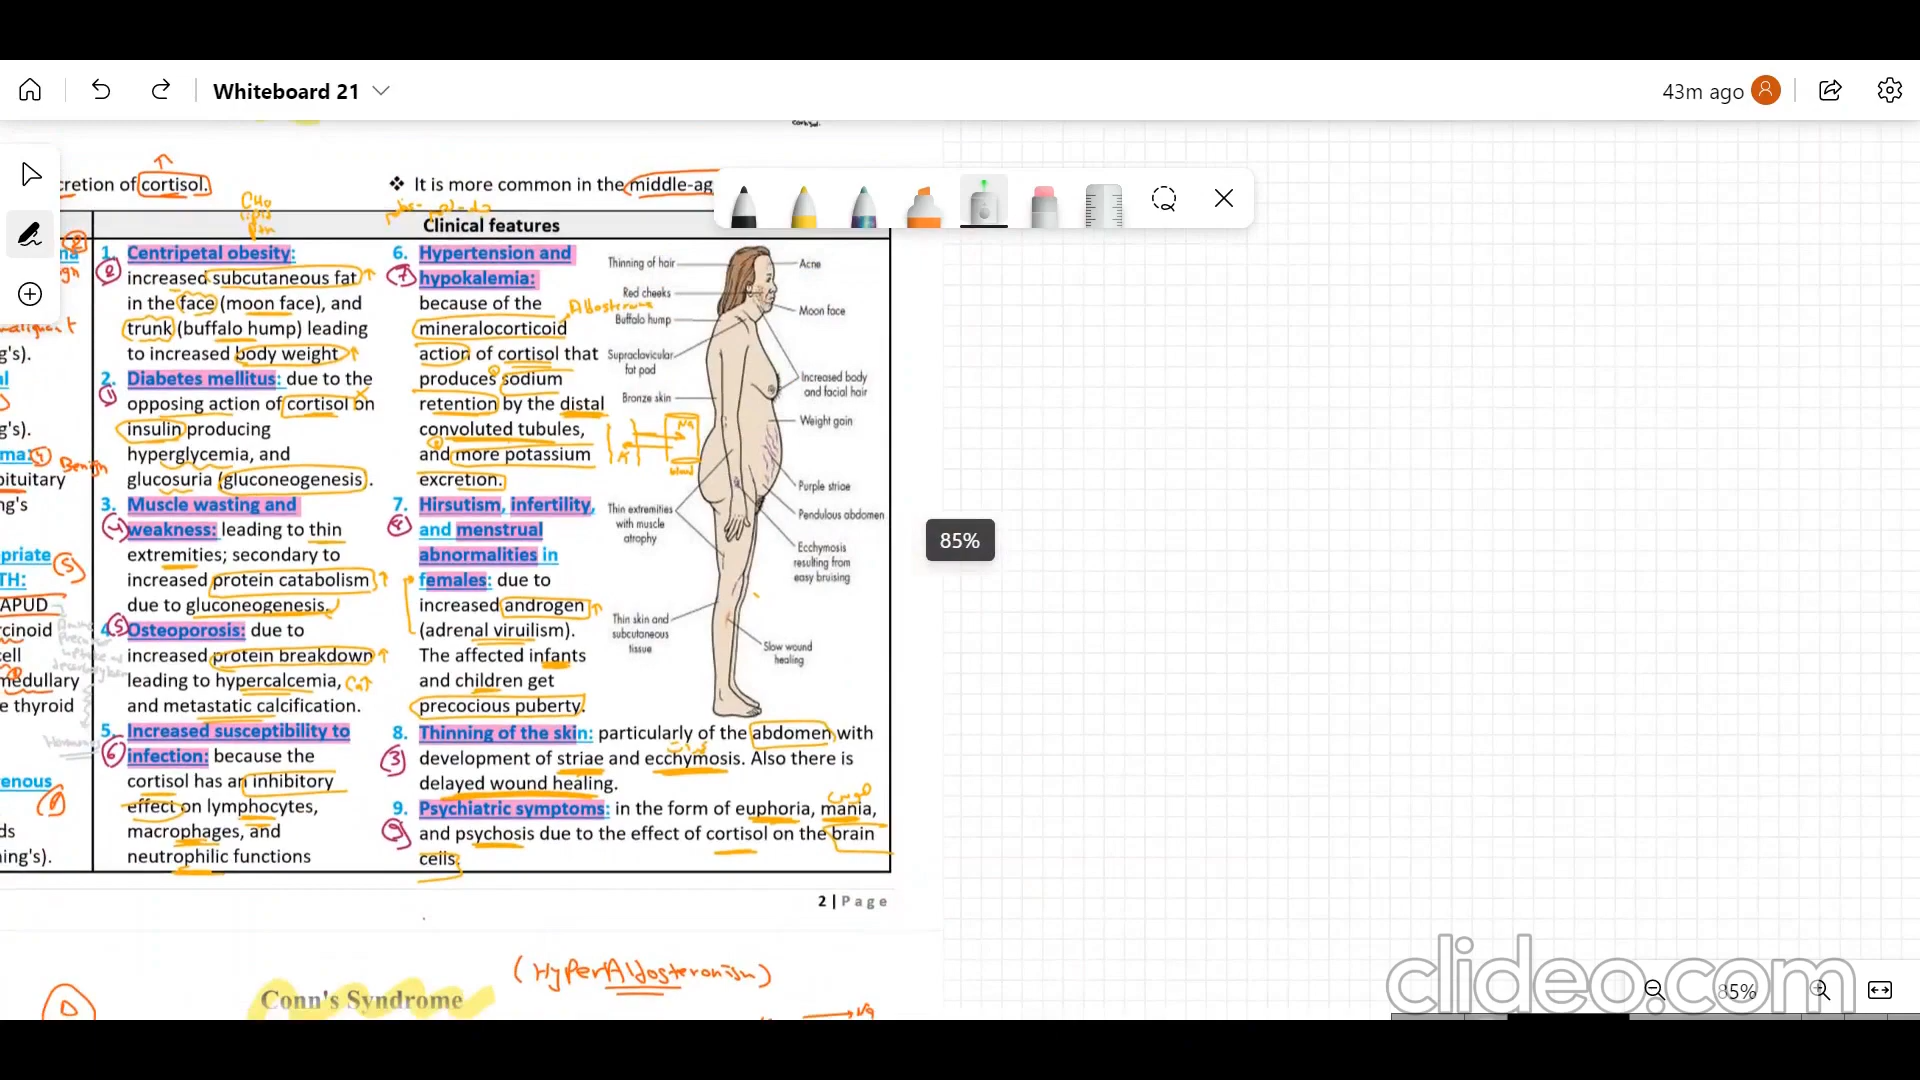 Whiteboard 21
43m ago
cretion of cortisol.
❖ It is more common in the middle-ag
Clinical features
1. Centripetal obesity:
increased subcutaneous fat
in the face (moon face), and
trunk (buffalo hump) leading
to increased body weight
2. Diabetes mellitus: due to the
opposing action of cortisol on
insulin producing
hyperglycemia, and
glucosuria (gluconeogenesis).
3. Muscle wasting and
weakness: leading to thin
extremities; secondary to
increased protein catabolism
due to gluconeogenesis.
4. Osteoporosis: due to
increased protein breakdown
leading to hypercalcemia, Ca
and metastatic calcification.
5. Increased susceptibility to
infection: because the
cortisol has an inhibitory
effect on lymphocytes,
macrophages, and
neutrophilic functions
6. Hypertension and
hypokalemia:
because of the
mineralocorticoid
action of cortisol that
produces sodium
retention by the distal
convoluted tubules,
and more potassium
excretion.
7. Hirsutism, infertility,
and menstrual
abnormalities in
females: due to
increased androgen
(adrenal viruilism).
The affected infants
and children get
precocious puberty.
8. Thinning of the skin: particularly of the abdomen with
development of striae and ecchymosis. Also there is
delayed wound healing.
9. Psychiatric symptoms: in the form of euphoria, mania,
and psychosis due to the effect of cortisol on the brain
cells.
Thinning of hair
Red cheeks
Buffalo hump
Supraclavicular
fat pad
Bronze skin
Thin extremities
with muscle
atrophy
Thin skin and
subcutaneous
tissue
Acne
Moon face
Increased body
and facial hair
Weight gain
Purple striae
Pendulous abdomen
Ecchymosis
resulting from
easy bruising
Slow wound
healing
Na
K
blood
malignant
g's).
al
g's).
ma:
Benign
pituitary
ng's
priate
TH:
APUD
rcinoid
cell
medullary
e thyroid
enous
ds
ning's).
85%
2 | Page
(HyperAldosteronism)
Conn's Syndrome
Na
85%
clideo.com